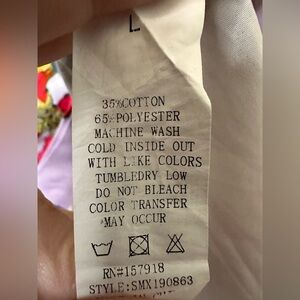 L
35%COTTON
65%POLYESTER
MACHINE WASH
COLD INSIDE OUT
WITH LIKE COLORS
TUMBLEDRY LOW
DO NOT BLEACH
COLOR TRANSFER
MAY OCCUR
RN#157918
STYLE:SMX190863